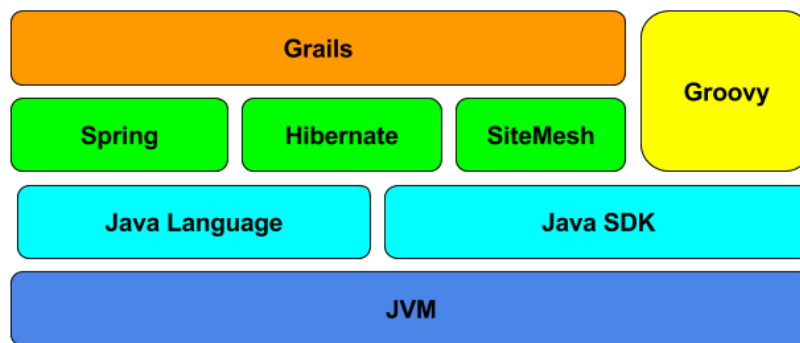 Grails
Groovy
Spring
Hibernate
SiteMesh
Java Language
Java SDK
JVM